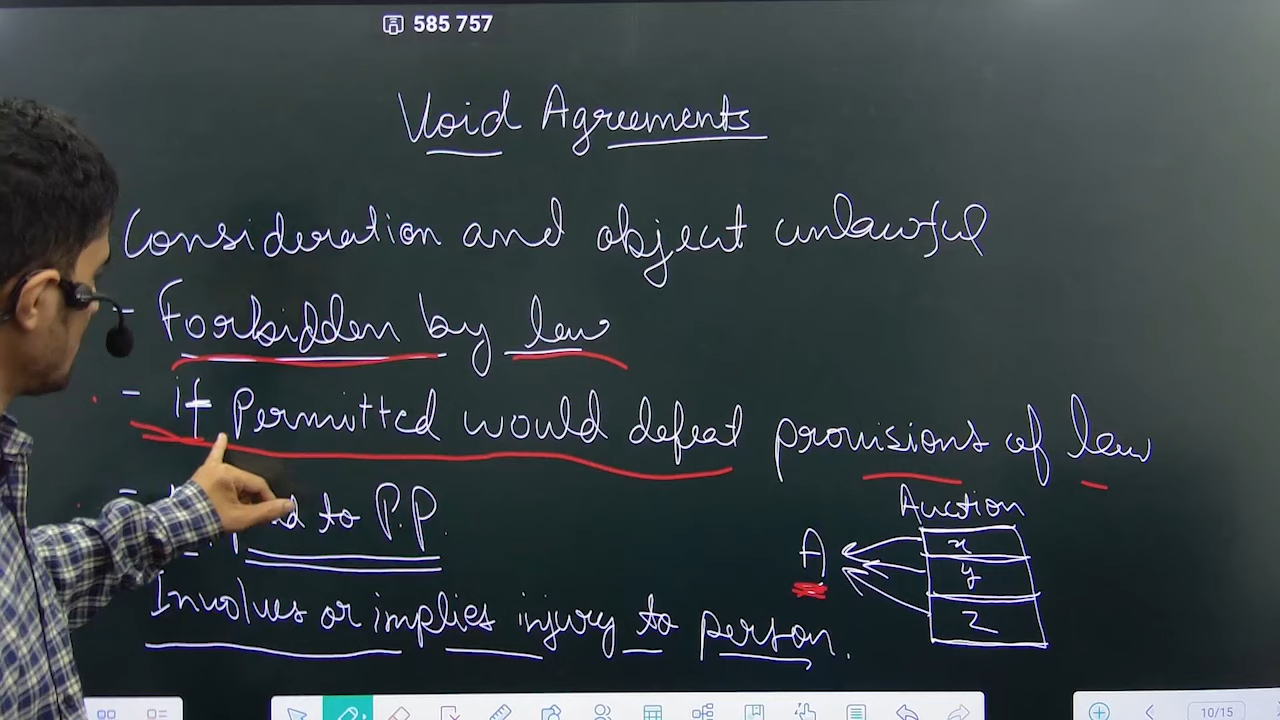 585 757
Void Agreements
Consideration and object unlawful
- Forbidden by law
- if Permitted would defeat provisions of law
- to P.P.
Auction
A
x
y
z
- Involves or implies injury to person.
10/15